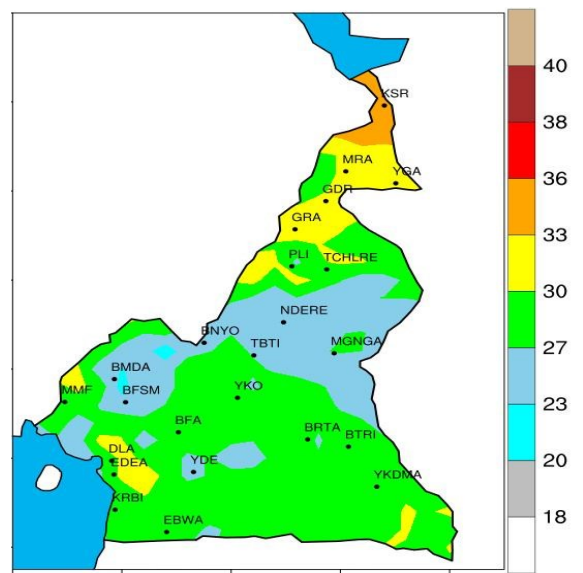 KSR
MRA
YGA
GDR
GRA
PLI
TCHLRE
NDERE
BNYO
TBTI
MGNGA
BMDA
MMF
BFSM
YKO
BFA
BRTA
BTRI
DLA
EDEA
YDE
YKDMA
KRBI
EBWA
40
38
36
33
30
27
23
20
18